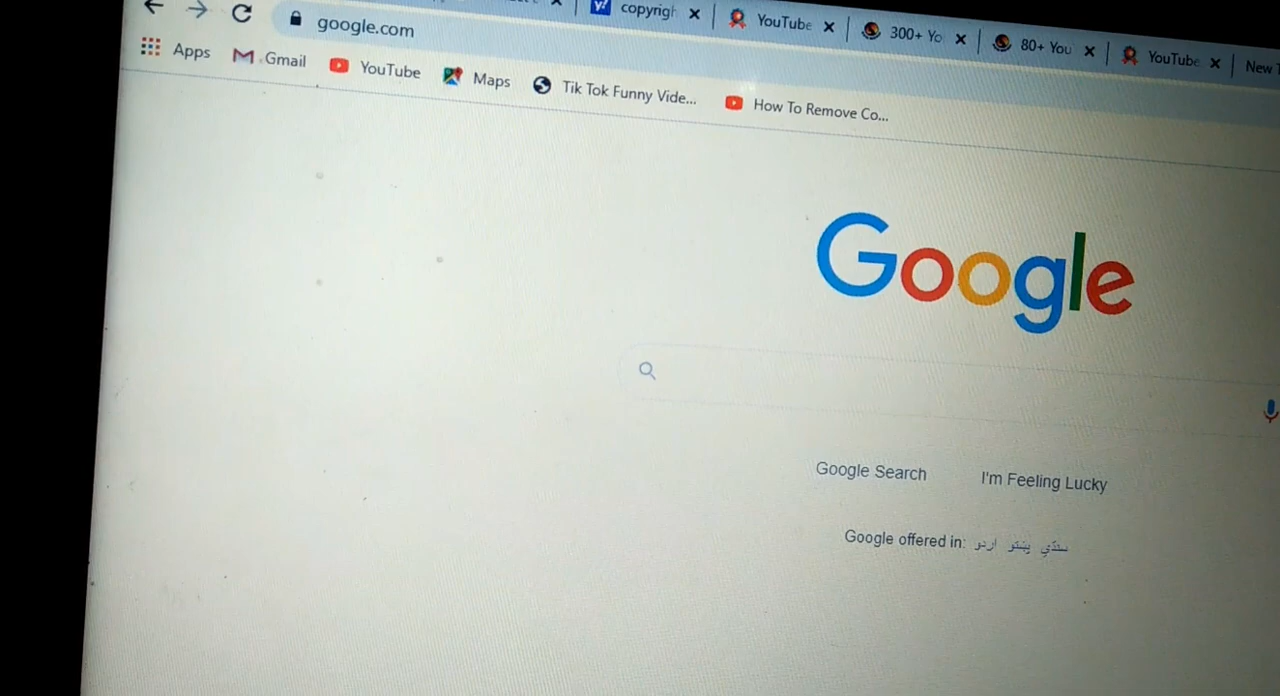 copyrigh YouTube 300+ Yo 80+ You YouTube New
google.com
Apps Gmail YouTube Maps Tik Tok Funny Vide... How To Remove Co...
Google
Google Search I'm Feeling Lucky
Google offered in: اردو پښتو سنڌي